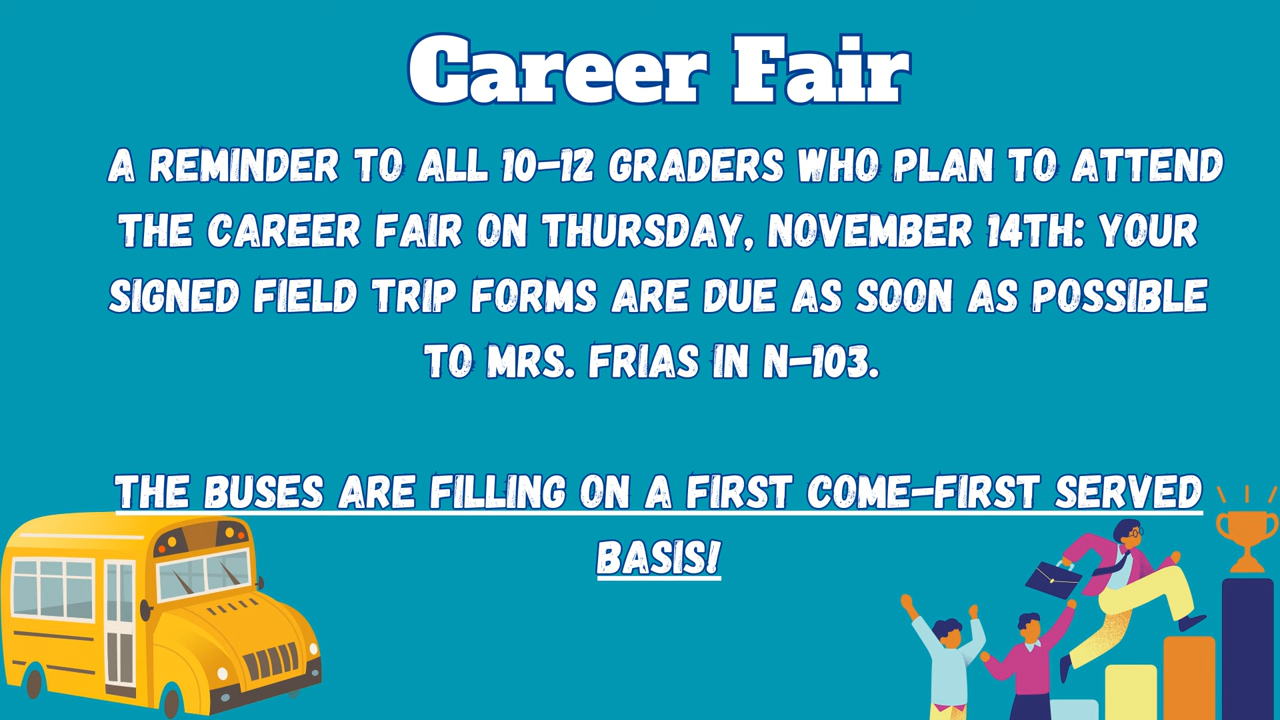 Career Fair
A REMINDER TO ALL 10-12 GRADERS WHO PLAN TO ATTEND
THE CAREER FAIR ON THURSDAY, NOVEMBER 14TH: YOUR
SIGNED FIELD TRIP FORMS ARE DUE AS SOON AS POSSIBLE
TO MRS. FRIAS IN N-103.
THE BUSES ARE FILLING ON A FIRST COME-FIRST SERVED
BASIS!